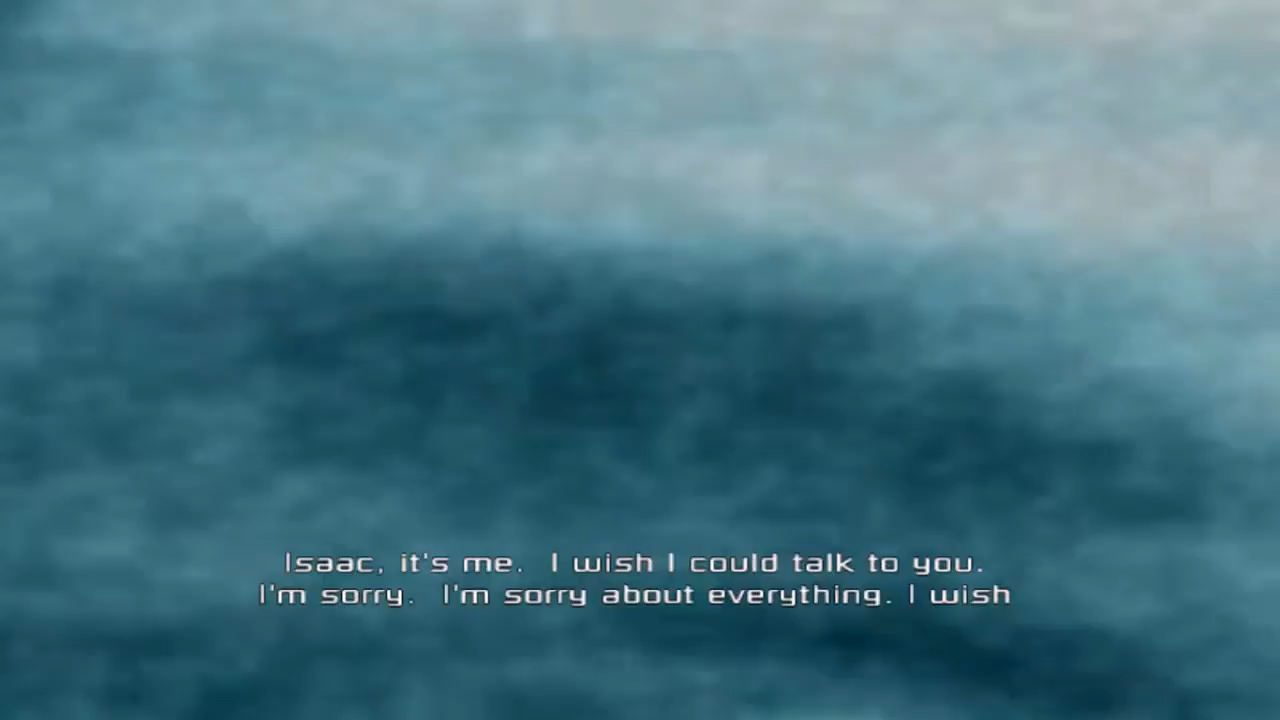 Isaac, it's me.  I wish I could talk to you.
I'm sorry.  I'm sorry about everything. I wish